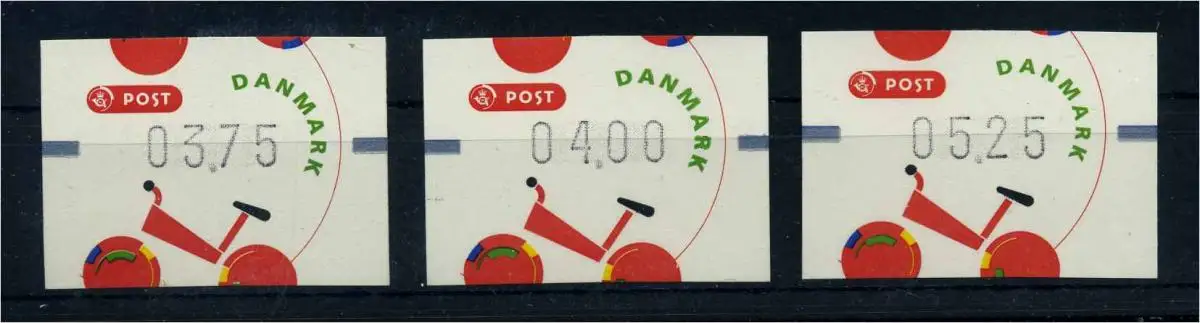 POST
DANMARK
03,75
POST
DANMARK
04,00
POST
DANMARK
05,25